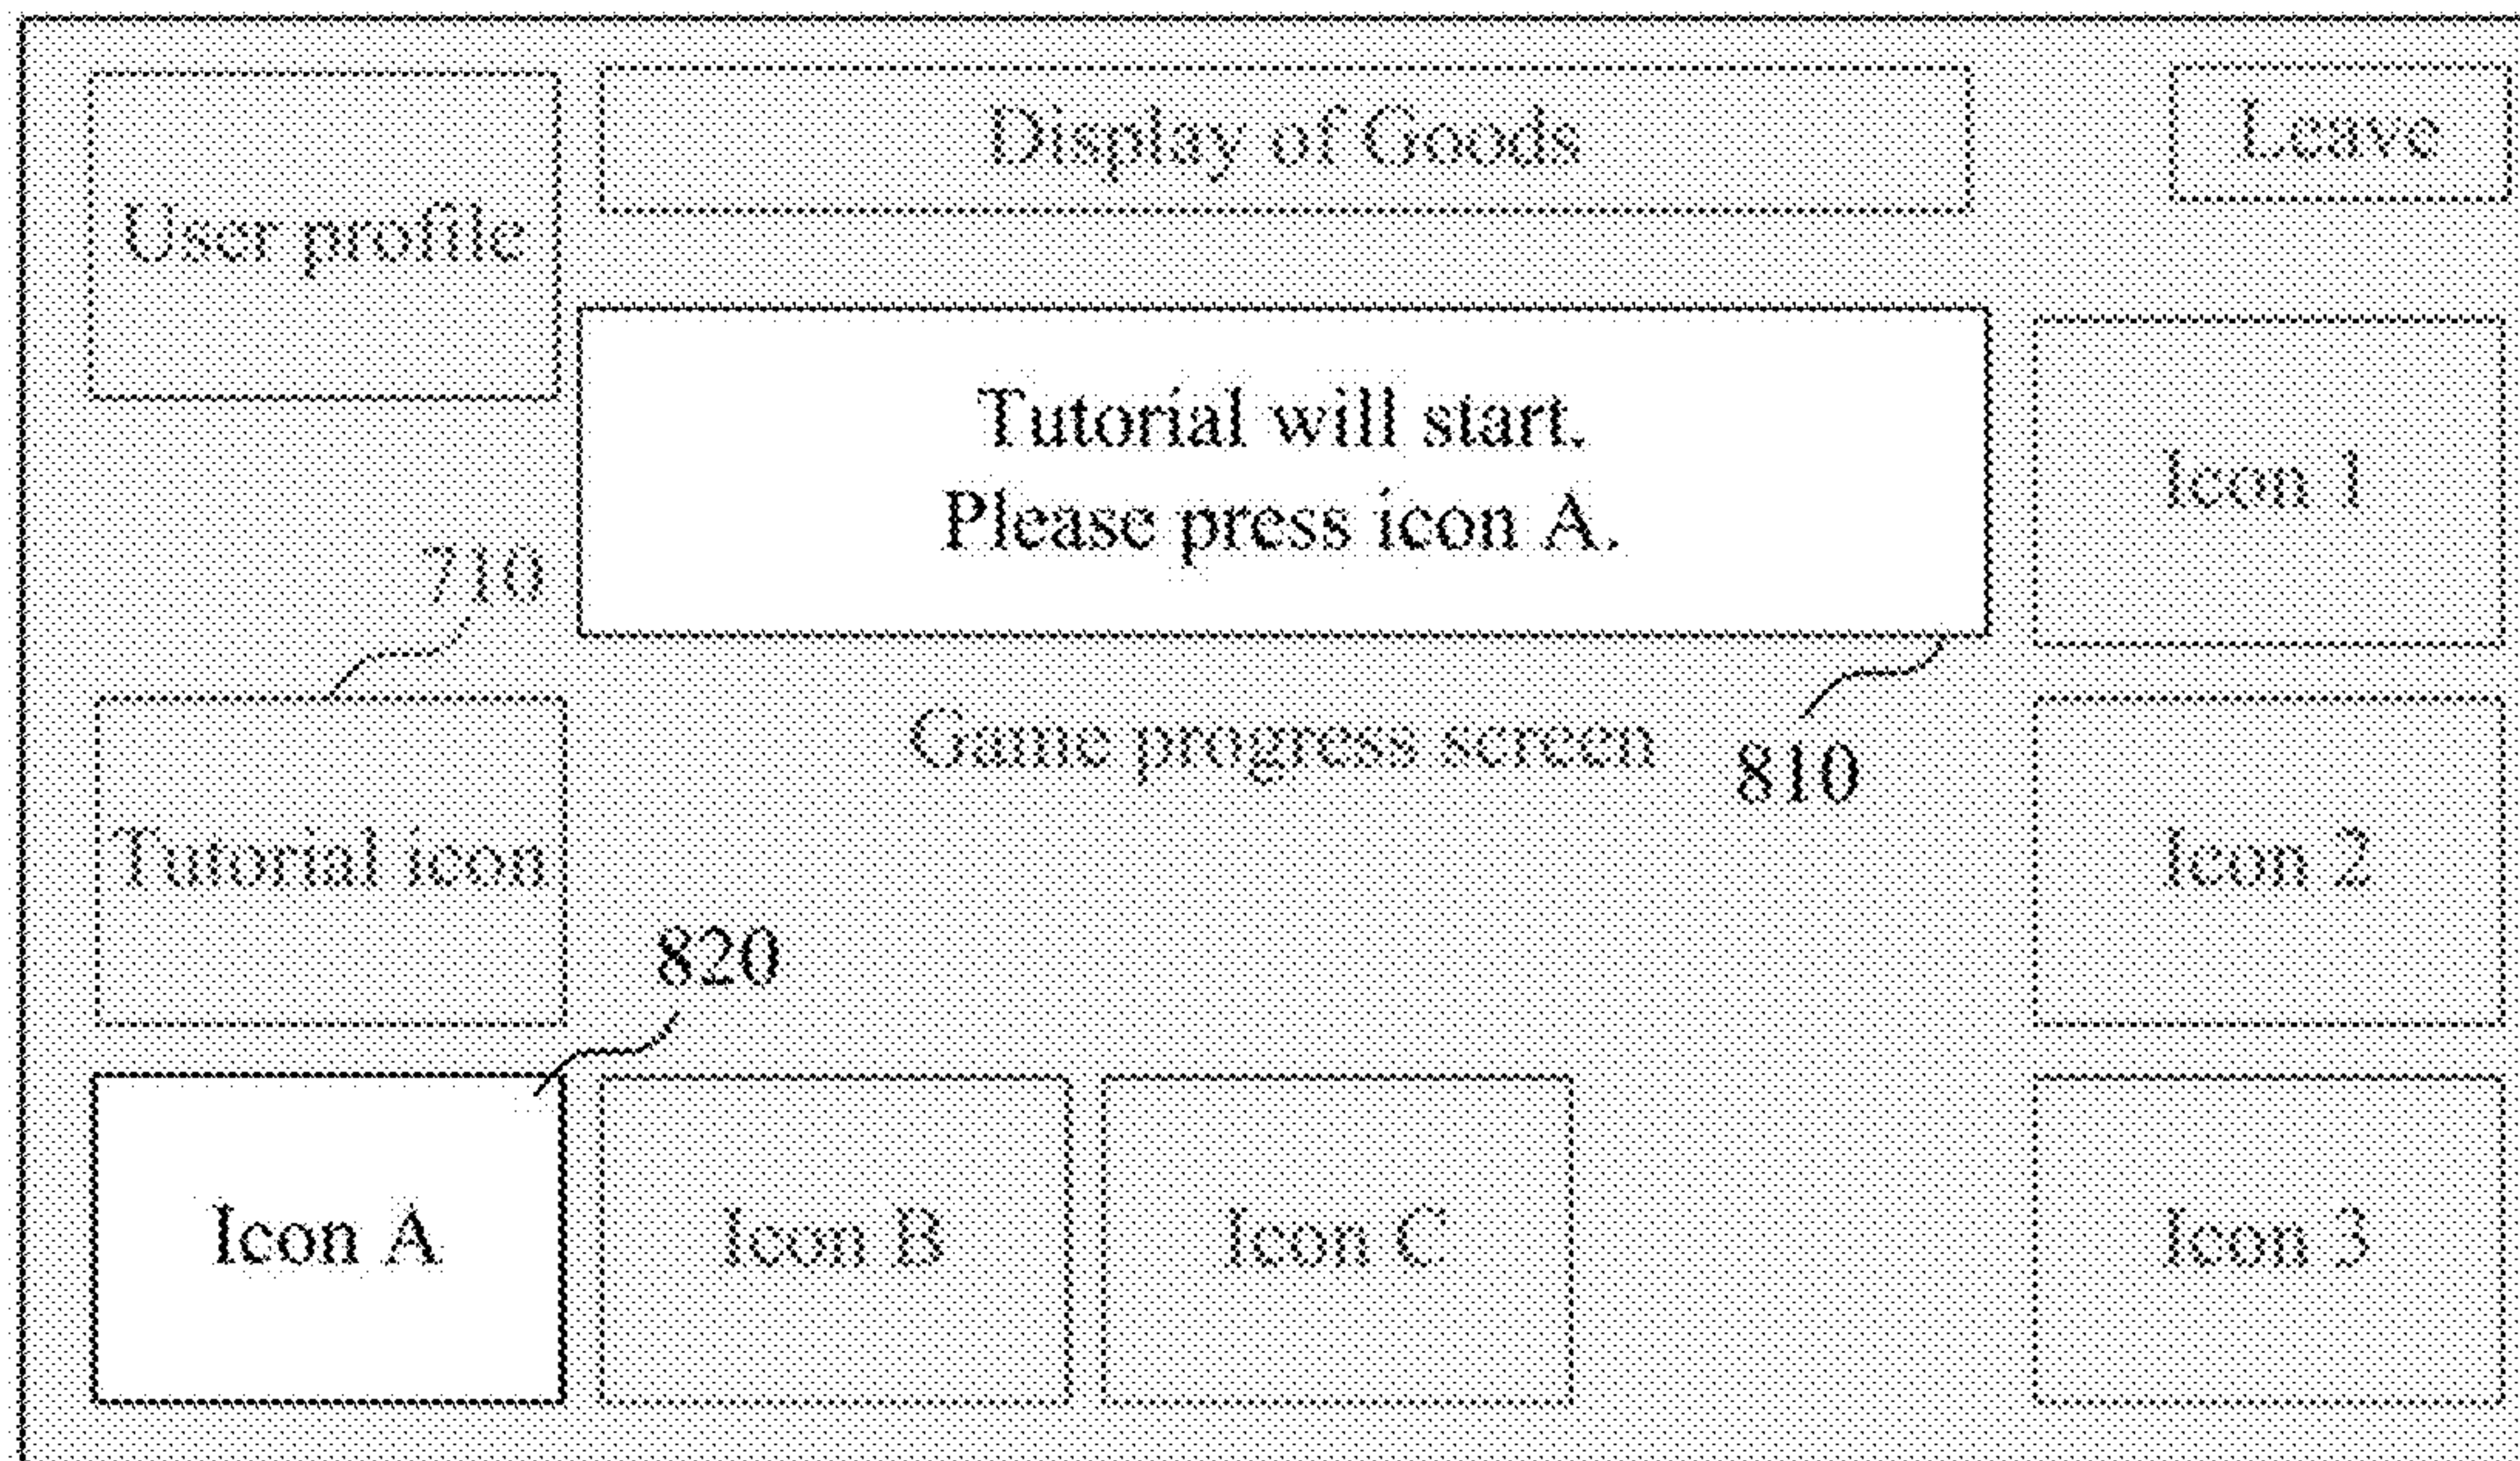 Display of Goods
Leave
User profile
Tutorial will start.
Please press icon A.
Icon 1
710
Game progress screen
810
Tutorial icon
Icon 2
820
Icon A
Icon B
Icon C
Icon 3